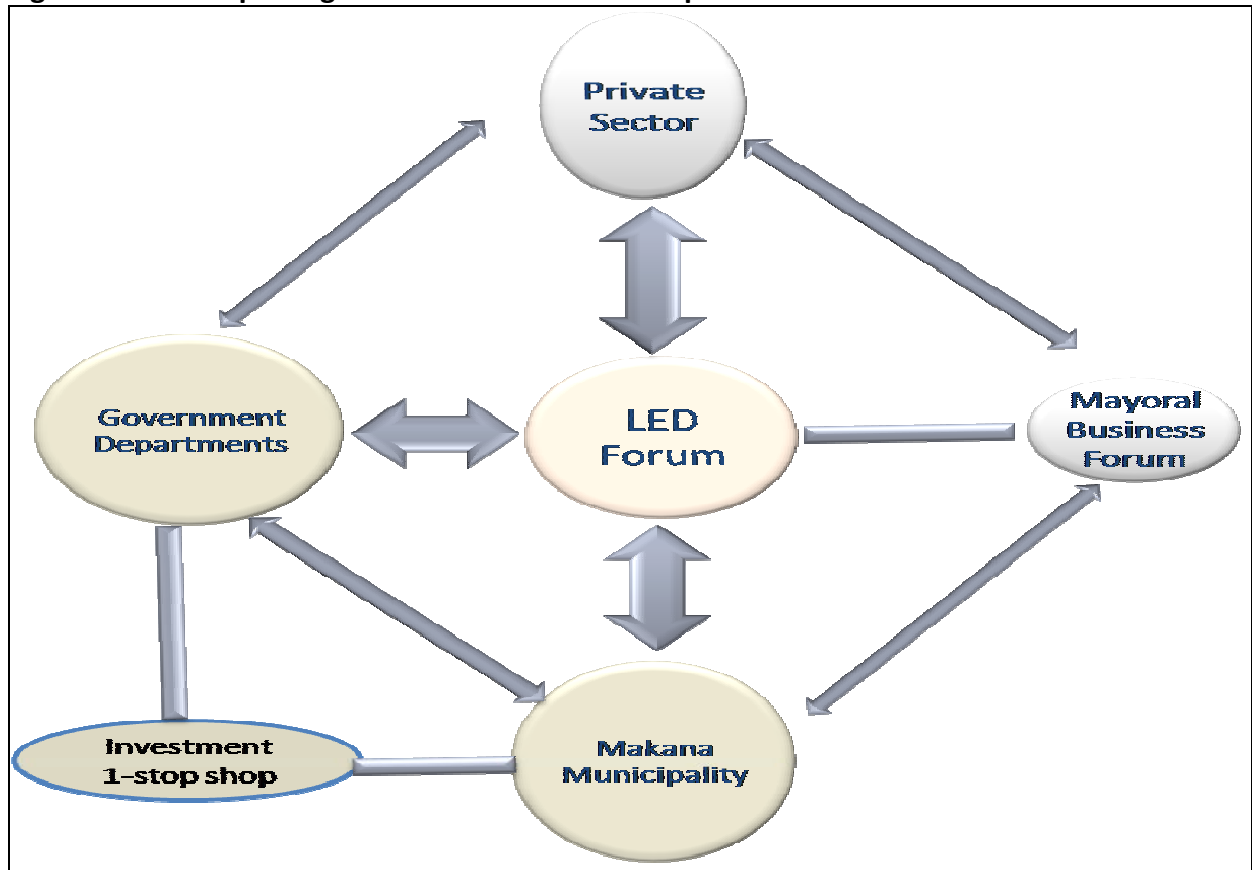 Private
Sector
Government
Departments
LED
Forum
Mayoral
Business
Forum
Investment
1-stop shop
Makana
Municipality